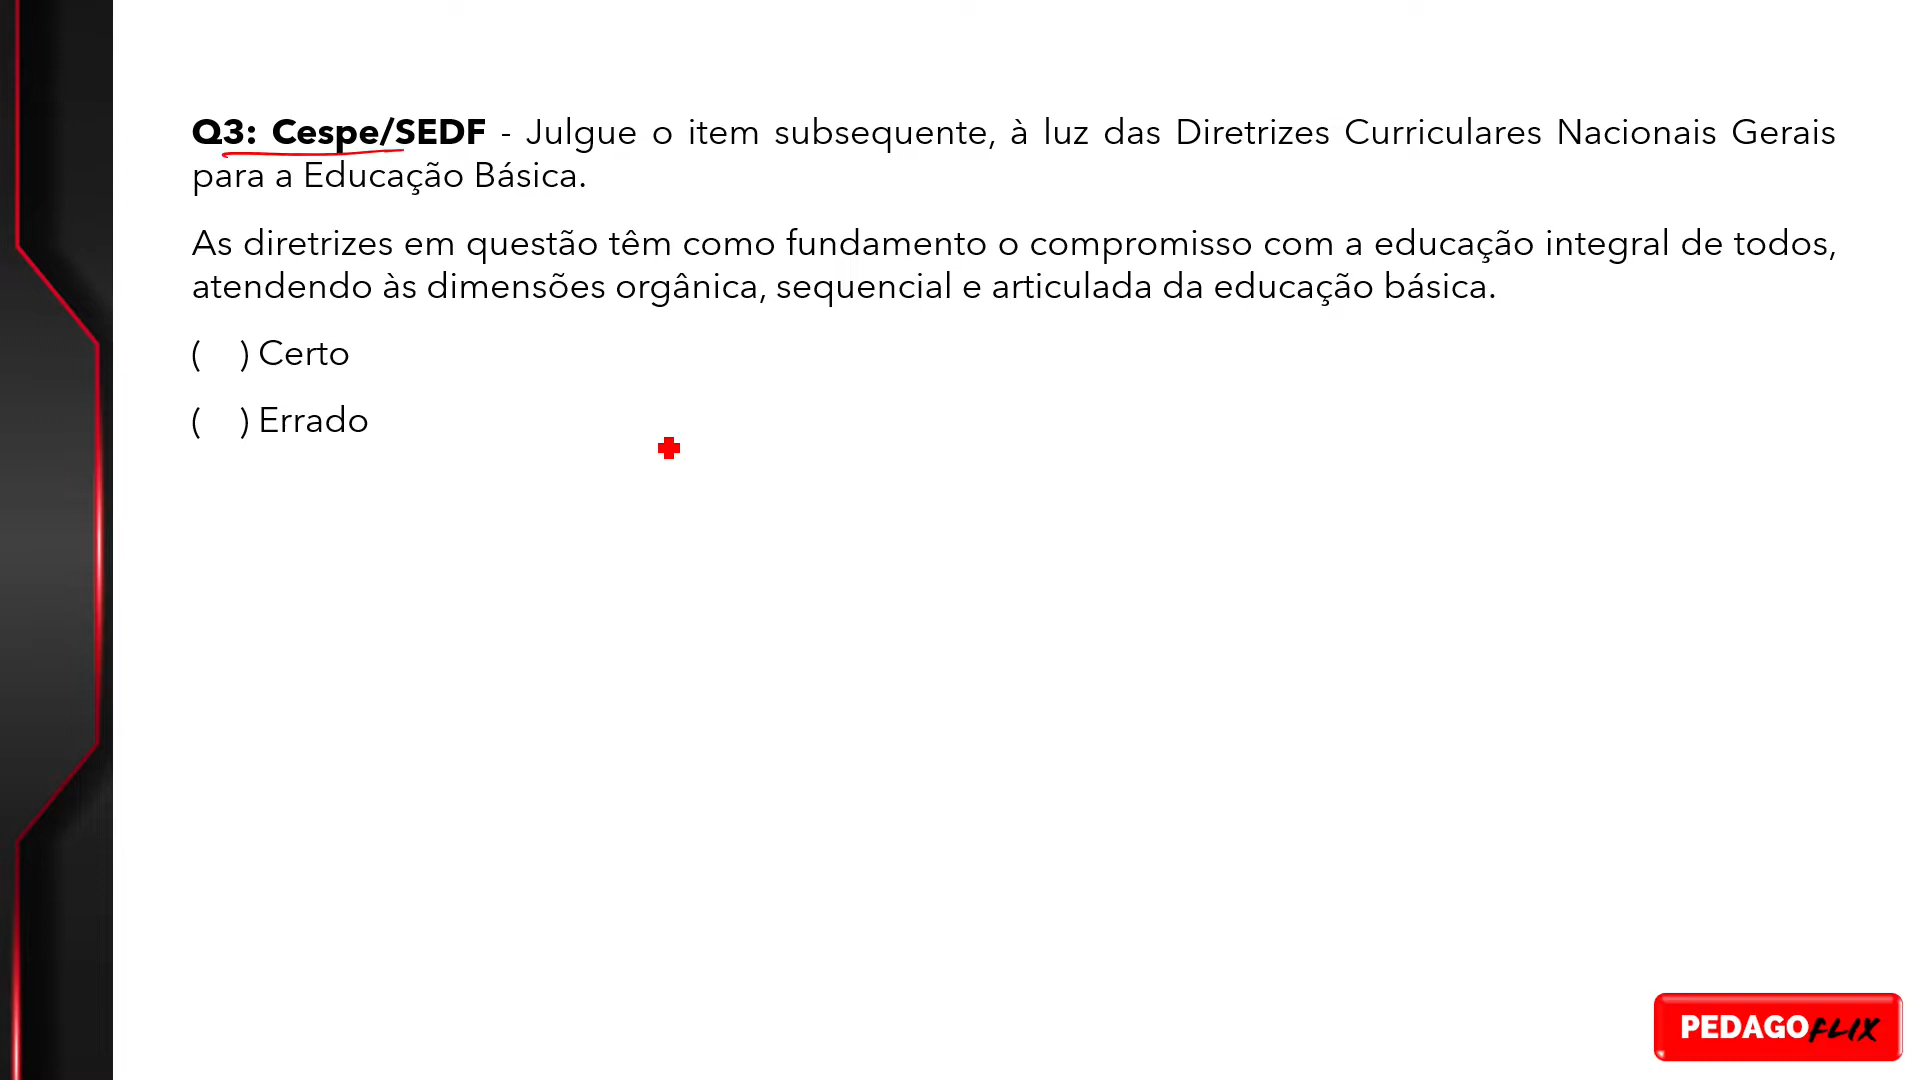 Q3: Cespe/SEDF - Julgue o item subsequente, à luz das Diretrizes Curriculares Nacionais Gerais
para a Educação Básica.
As diretrizes em questão têm como fundamento o compromisso com a educação integral de todos,
atendendo às dimensões orgânica, sequencial e articulada da educação básica.
( ) Certo
( ) Errado
PEDAGOFLIX